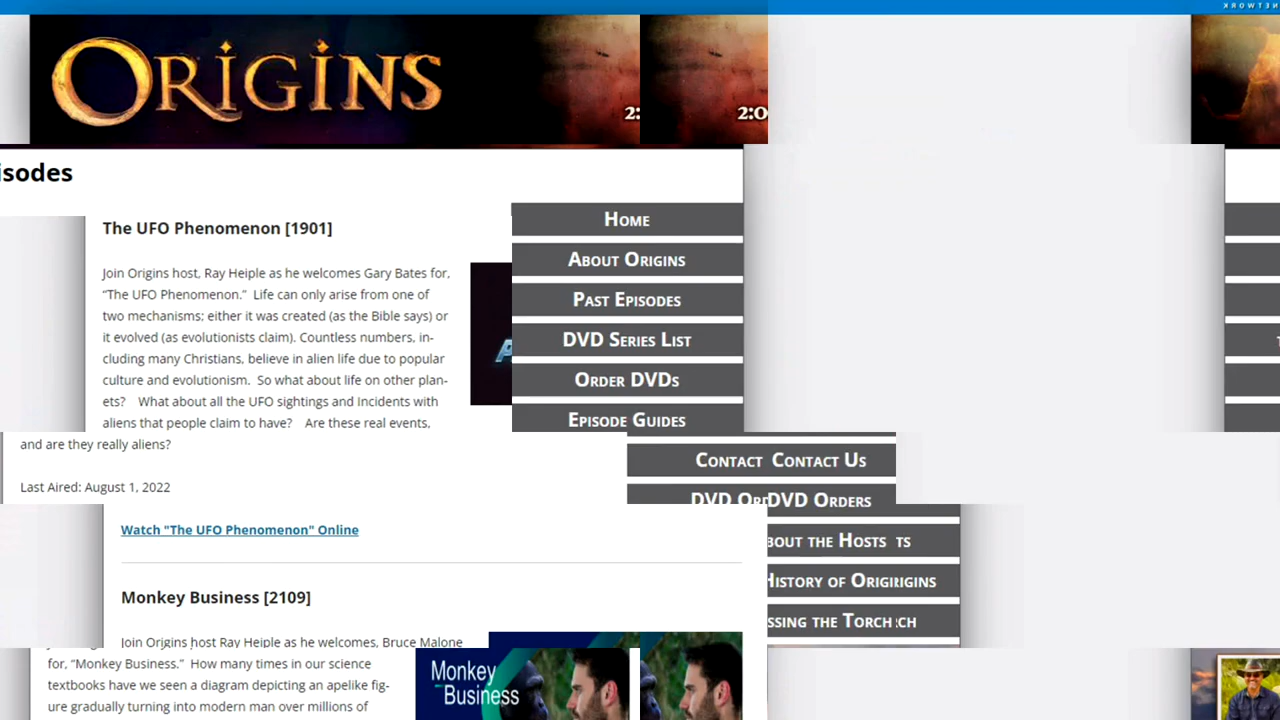 ORIGINS
2:
2:0
isodes
The UFO Phenomenon [1901]
Join Origins host, Ray Heiple as he welcomes Gary Bates for,
“The UFO Phenomenon.” Life can only arise from one of
two mechanisms: either it was created (as the Bible says) or
it evolved (as evolutionists claim). Countless numbers, in-
cluding many Christians, believe in alien life due to popular
culture and evolutionism. So what about life on other plan-
ets? What about all the UFO sightings and incidents with
aliens that people claim to have? Are these real events,
and are they really aliens?
Last Aired: August 1, 2022
Watch "The UFO Phenomenon" Online
Monkey Business [2109]
Join Origins host Ray Heiple as he welcomes, Bruce Malone
for, “Monkey Business.” How many times in our science
textbooks have we seen a diagram depicting an apelike fig-
ure gradually turning into modern man over millions of
Monkey
Business
Home
About Origins
Past Episodes
DVD Series List
Order DVDs
Episode Guides
Contact Contact Us
DVD Or DVD Orders
bout the Hosts ts
History of Origi rigins
ssing the Torch ch